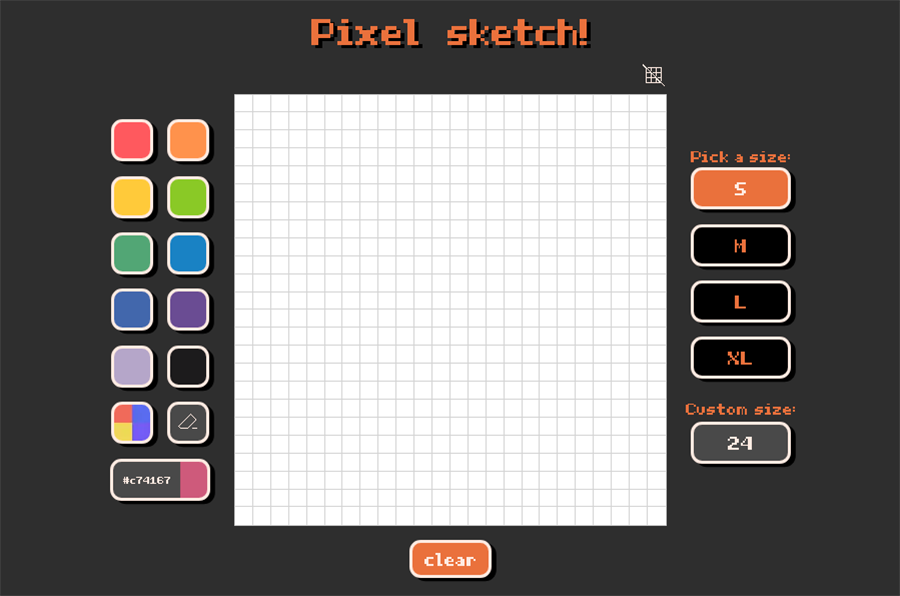 Pixel sketch!
Pick a size:
S
M
L
XL
Custom size:
24
#c74167
clear